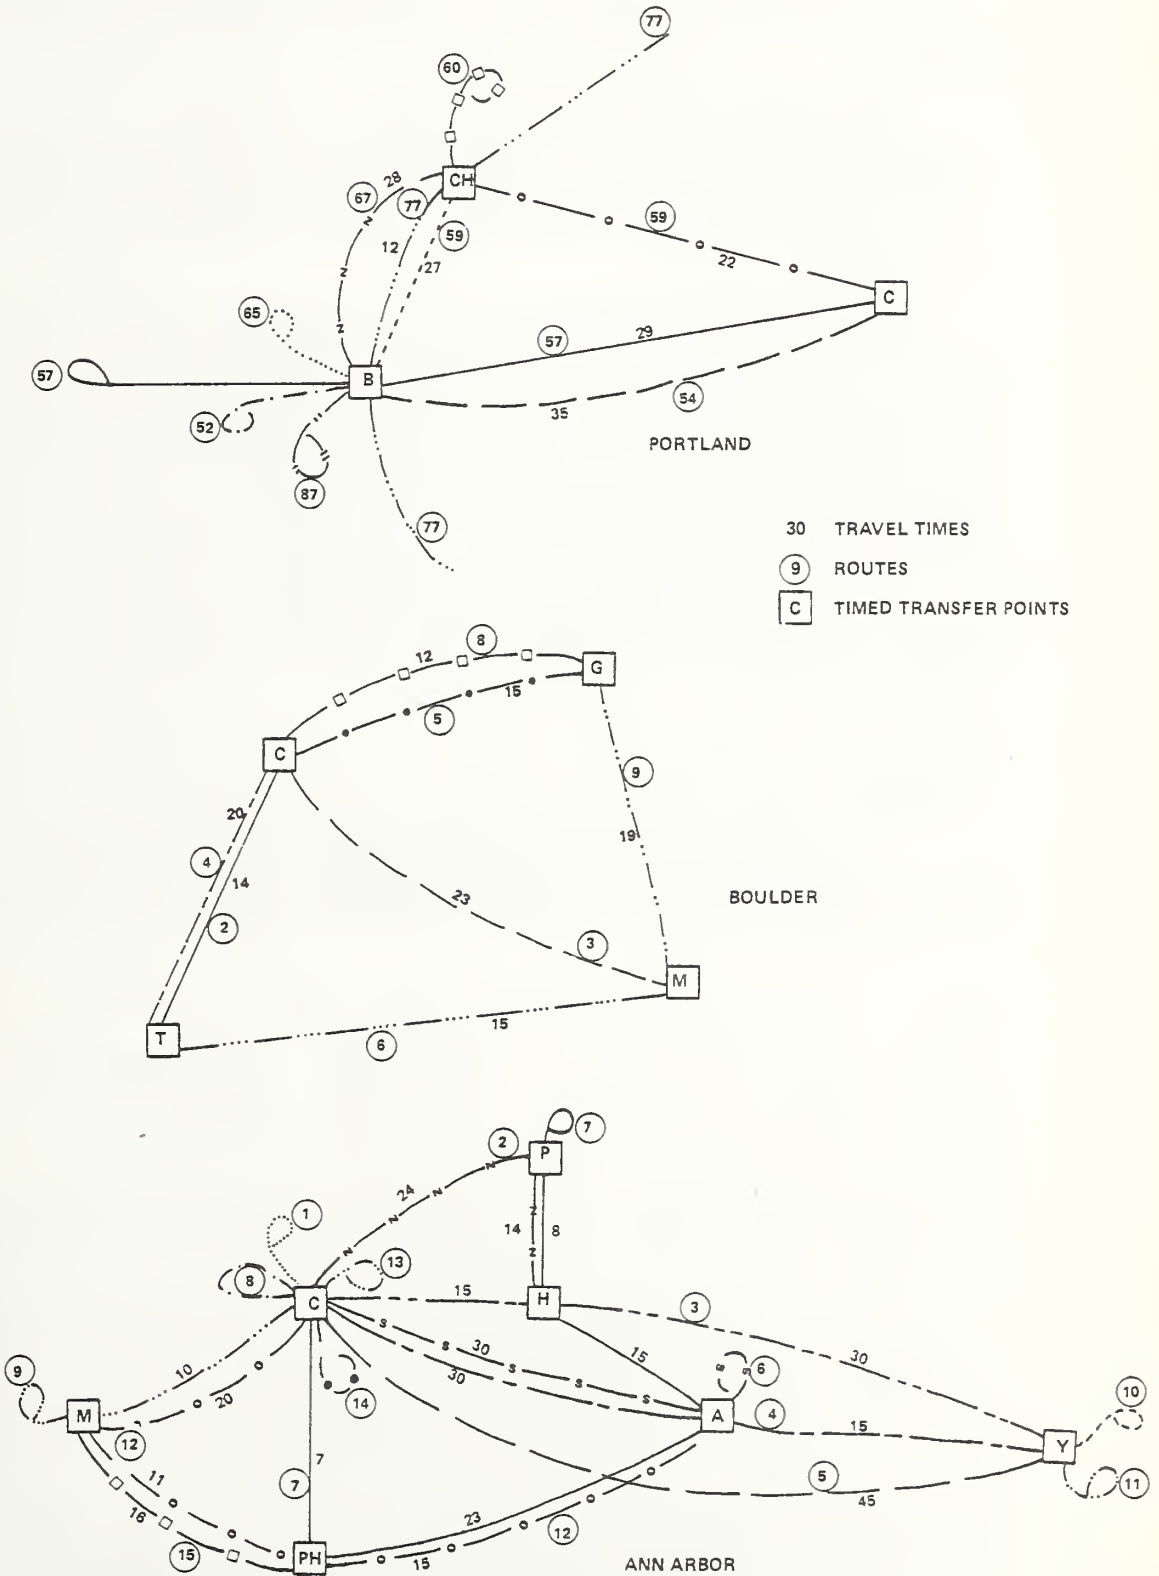 77
60
CH
28
67
77
59
12
27
59
22
C
65
57
29
57
B
54
52
35
87
PORTLAND
77
30 TRAVEL TIMES
9 ROUTES
C TIMED TRANSFER POINTS
8
12
G
15
5
C
9
20
19
4
14
23
BOULDER
2
3
M
T
15
6
7
2
P
24
1
14
8
13
8
15
H
C
3
30
15
30
10
30
6
9
20
14
10
M
A
4
15
12
Y
7
11
5
11
7
45
23
16
12
15
PH
15
ANN ARBOR
z
z
z
z
z
z
z
z
z
s
s
s
s
s
s
s